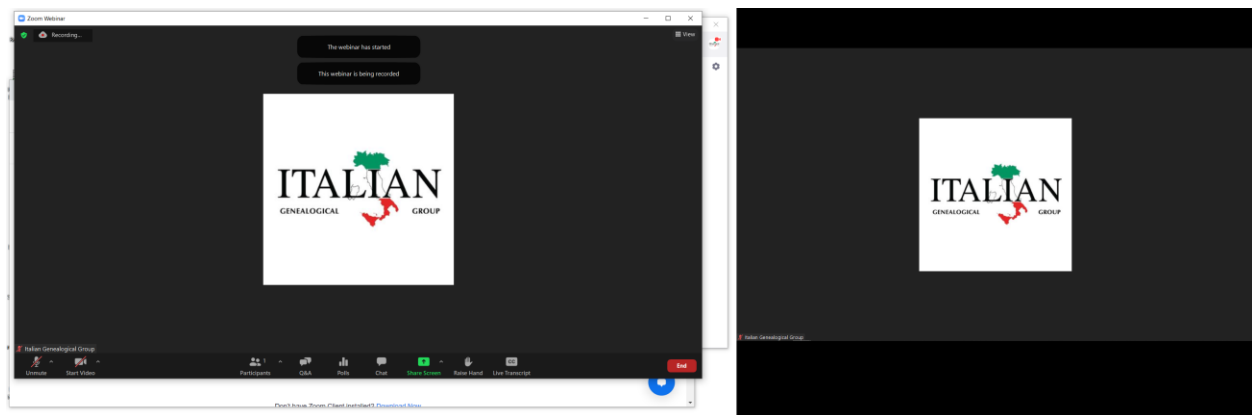 Zoom Webinar
Recording...
View
The webinar has started
This webinar is being recorded
ITALIAN
GENEALOGICAL GROUP
Italian Genealogical Group
Unmute
Start Video
Participants
1
Q&A
Polls
Chat
Share Screen
Raise Hand
Live Transcript
End
Don't have Zoom Client installed? Download Now
ITALIAN
GENEALOGICAL GROUP
Italian Genealogical Group